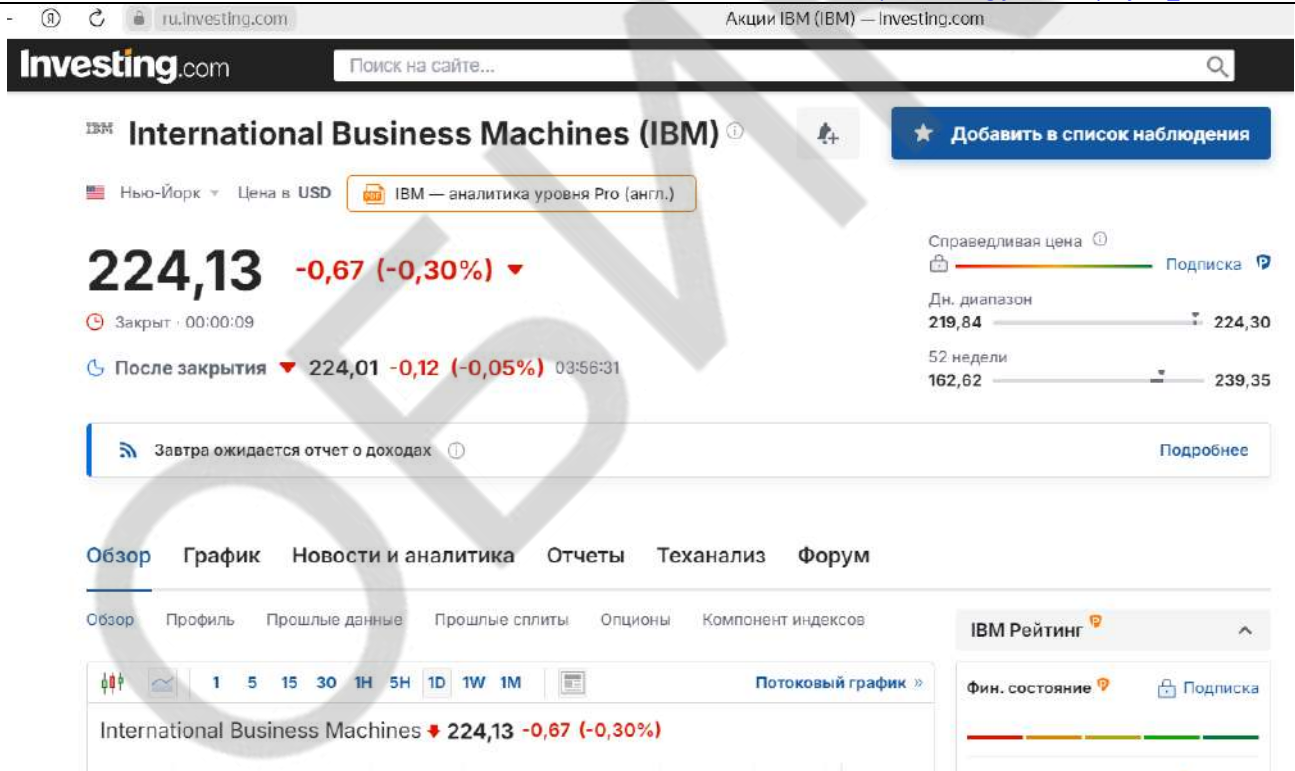 ru.investing.com Акции IBM (IBM) — Investing.com
Investing.com Поиск на сайте...
IBM International Business Machines (IBM)
Добавить в список наблюдения
Нью-Йорк Цена в USD PRO IBM — аналитика уровня Pro (англ.)
224,13 -0,67 (-0,30%)
Закрыт · 00:00:09
После закрытия 224,01 -0,12 (-0,05%) 03:56:31
Справедливая цена
Подписка
Дн. диапазон
219,84 224,30
52 недели
162,62 239,35
Завтра ожидается отчет о доходах Подробнее
Обзор График Новости и аналитика Отчеты Теханализ Форум
Обзор Профиль Прошлые данные Прошлые сплиты Опционы Компонент индексов
1 5 15 30 1H 5H 1D 1W 1M Потоковый график »
International Business Machines 224,13 -0,67 (-0,30%)
IBM Рейтинг
Фин. состояние Подписка